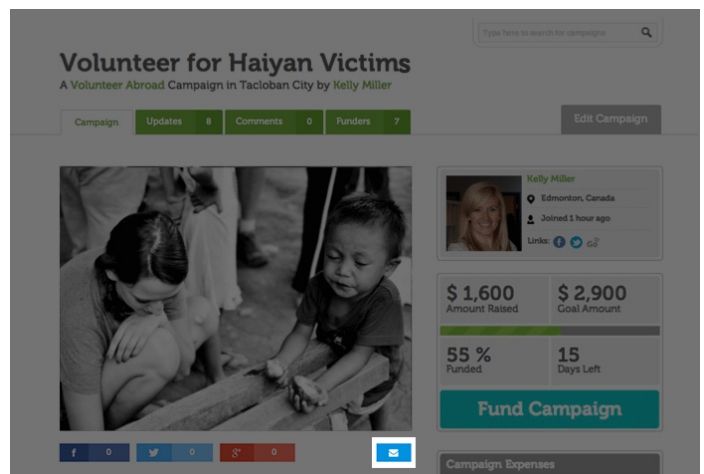 Type here to search for campaigns
Volunteer for Haiyan Victims
A Volunteer Abroad Campaign in Tacloban City by Kelly Miller
Campaign
Updates 8
Comments 0
Funders 7
Edit Campaign
Kelly Miller
Edmonton, Canada
Joined 1 hour ago
Links:
$ 1,600
Amount Raised
$ 2,900
Goal Amount
55 %
Funded
15
Days Left
Fund Campaign
f 0
0
g+ 0
Campaign Expenses